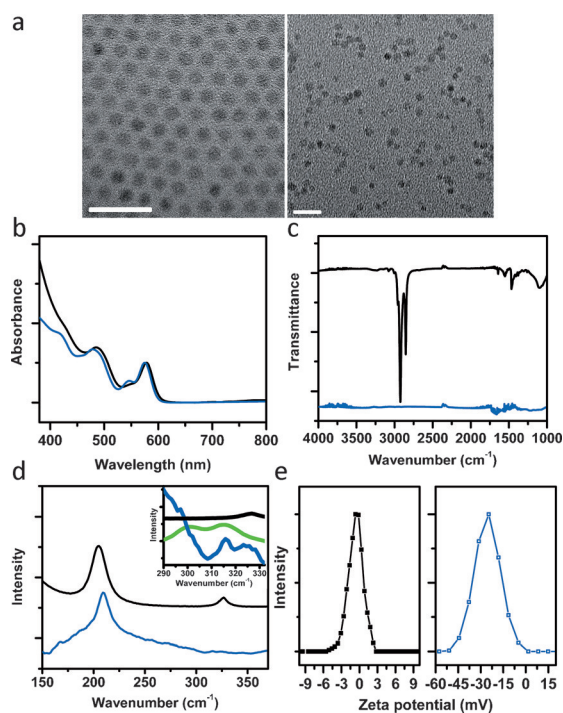 a
b
c
Absorbance
Transmittance
400 500 600 700 800
4000 3500 3000 2500 2000 1500 1000
Wavelength (nm)
Wavenumber (cm-1)
d
e
Intensity
Intensity
290 300 310 320 330
Wavenumber (cm-1)
Intensity
150 200 250 300 350
-9 -6 -3 0 3 6 9
-60 -45 -30 -15 0 15
Wavenumber (cm-1)
Zeta potential (mV)